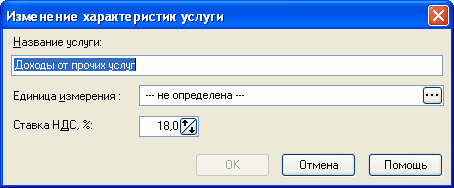 Изменение характеристик услуги
Название услуги:
Доходы от прочих услуг
Единица измерения :
--- не определена ---
...
Ставка НДС, %:
18,0
OK
Отмена
Помощь